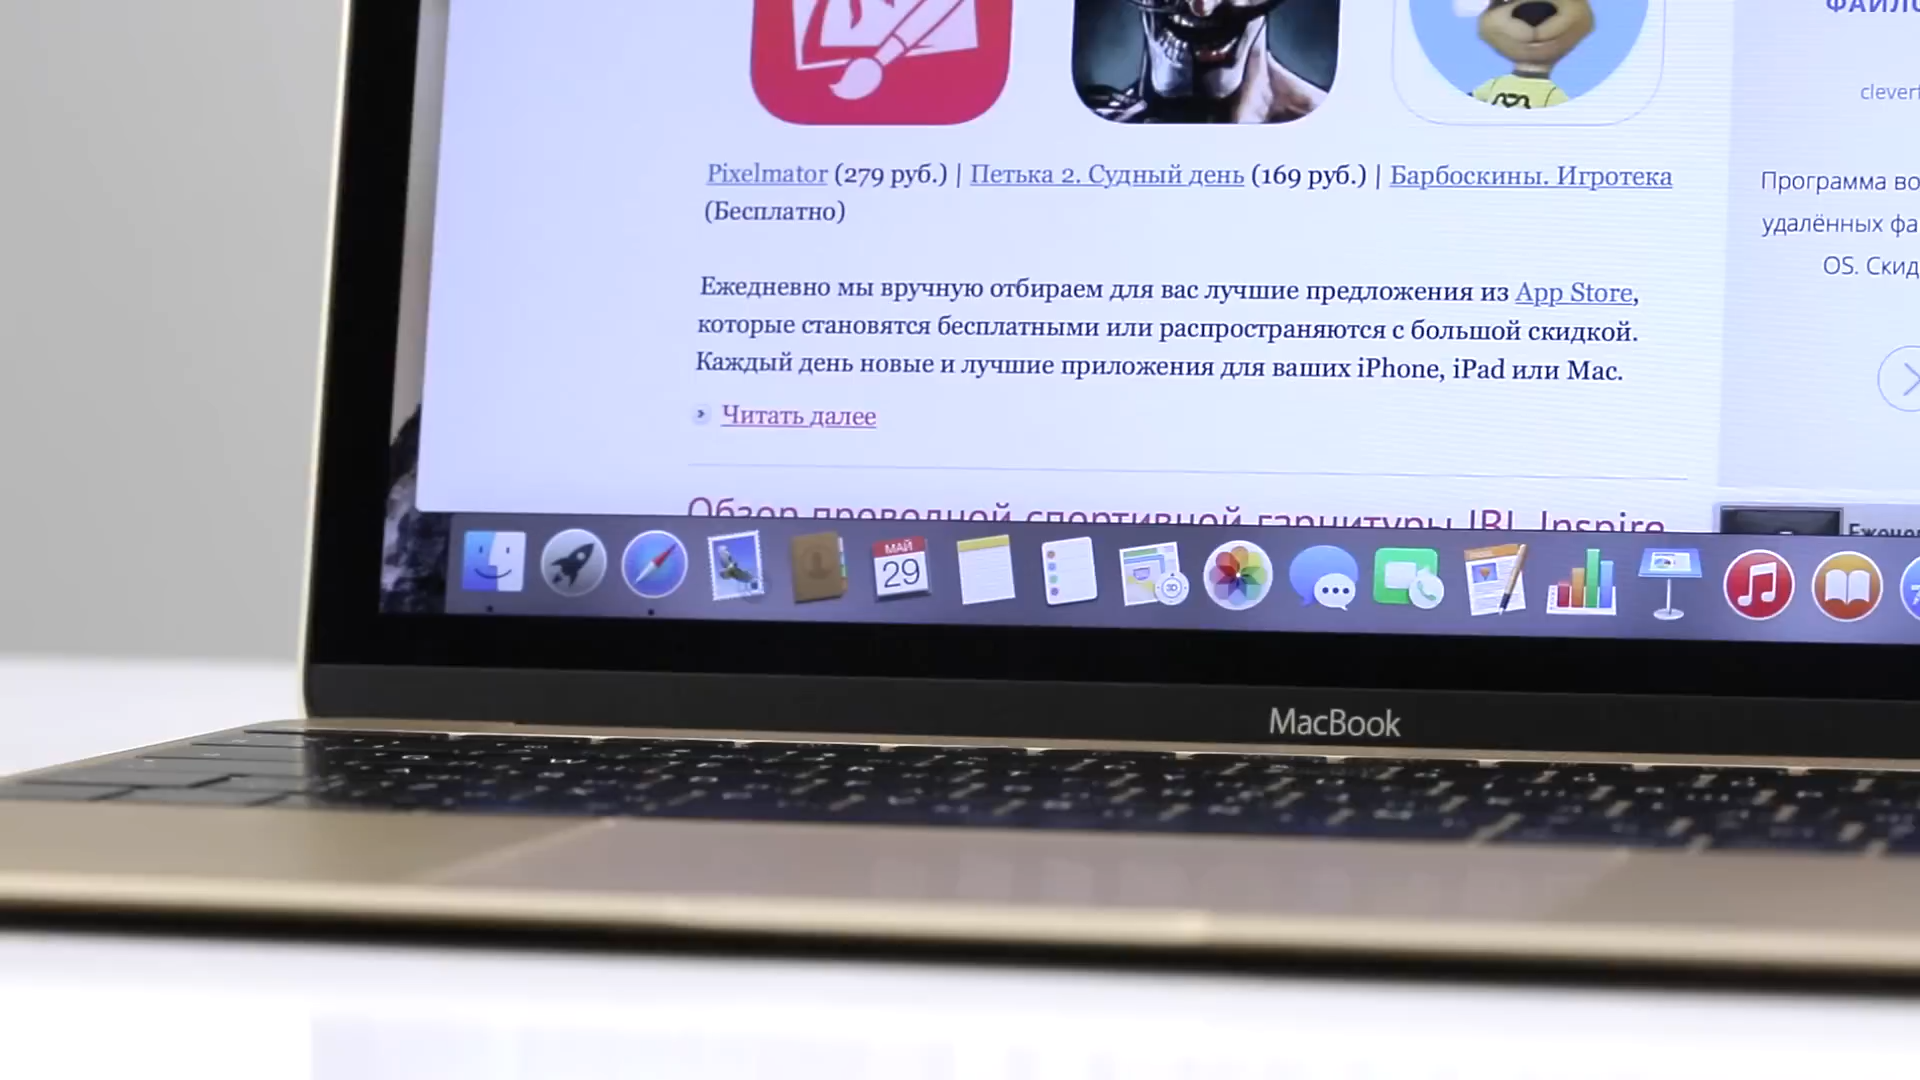 ФАЙЛО
cleverf
Pixelmator (279 руб.) | Петька 2. Судный день (169 руб.) | Барбоскины. Игротека
(Бесплатно)
Программа во
удалённых фа
OS. Скид
Ежедневно мы вручную отбираем для вас лучшие предложения из App Store,
которые становятся бесплатными или распространяются с большой скидкой.
Каждый день новые и лучшие приложения для ваших iPhone, iPad или Mac.
Читать далее
Обзор проводной спортивной гарнитуры JBL Inspire
МАЙ
29
3D
MacBook